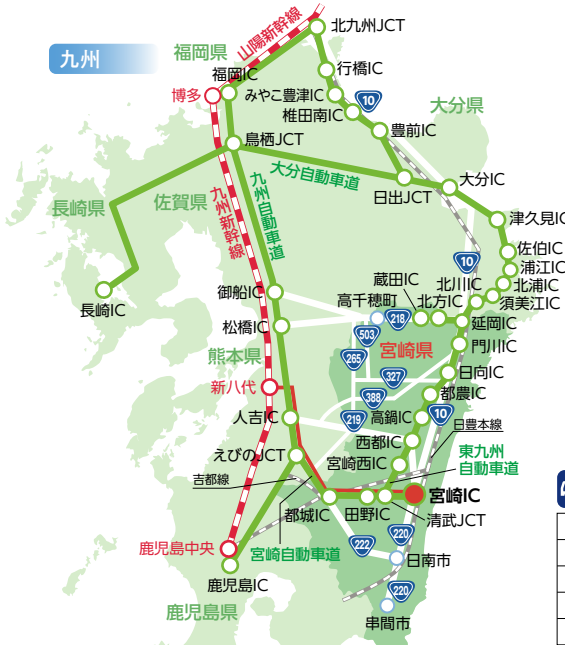 九州
福岡県
山陽新幹線
北九州JCT
福岡IC
行橋IC
博多
みやこ豊津IC
10
椎田南IC
大分県
豊前IC
鳥栖JCT
大分自動車道
日出JCT
大分IC
長崎県
佐賀県
九州新幹線
九州自動車道
津久見IC
佐伯IC
10
浦江IC
蔵田IC
北川IC
北浦IC
長崎IC
御船IC
高千穂町
北方IC
須美江IC
218
延岡IC
松橋IC
503
宮崎県
門川IC
熊本県
265
日向IC
327
新八代
388
都農IC
人吉IC
219
高鍋IC
10
日豊本線
西都IC
えびのJCT
宮崎西IC
東九州
自動車道
吉都線
宮崎IC
都城IC
田野IC
清武JCT
鹿児島中央
宮崎自動車道
222
220
日南市
鹿児島IC
220
鹿児島県
串間市